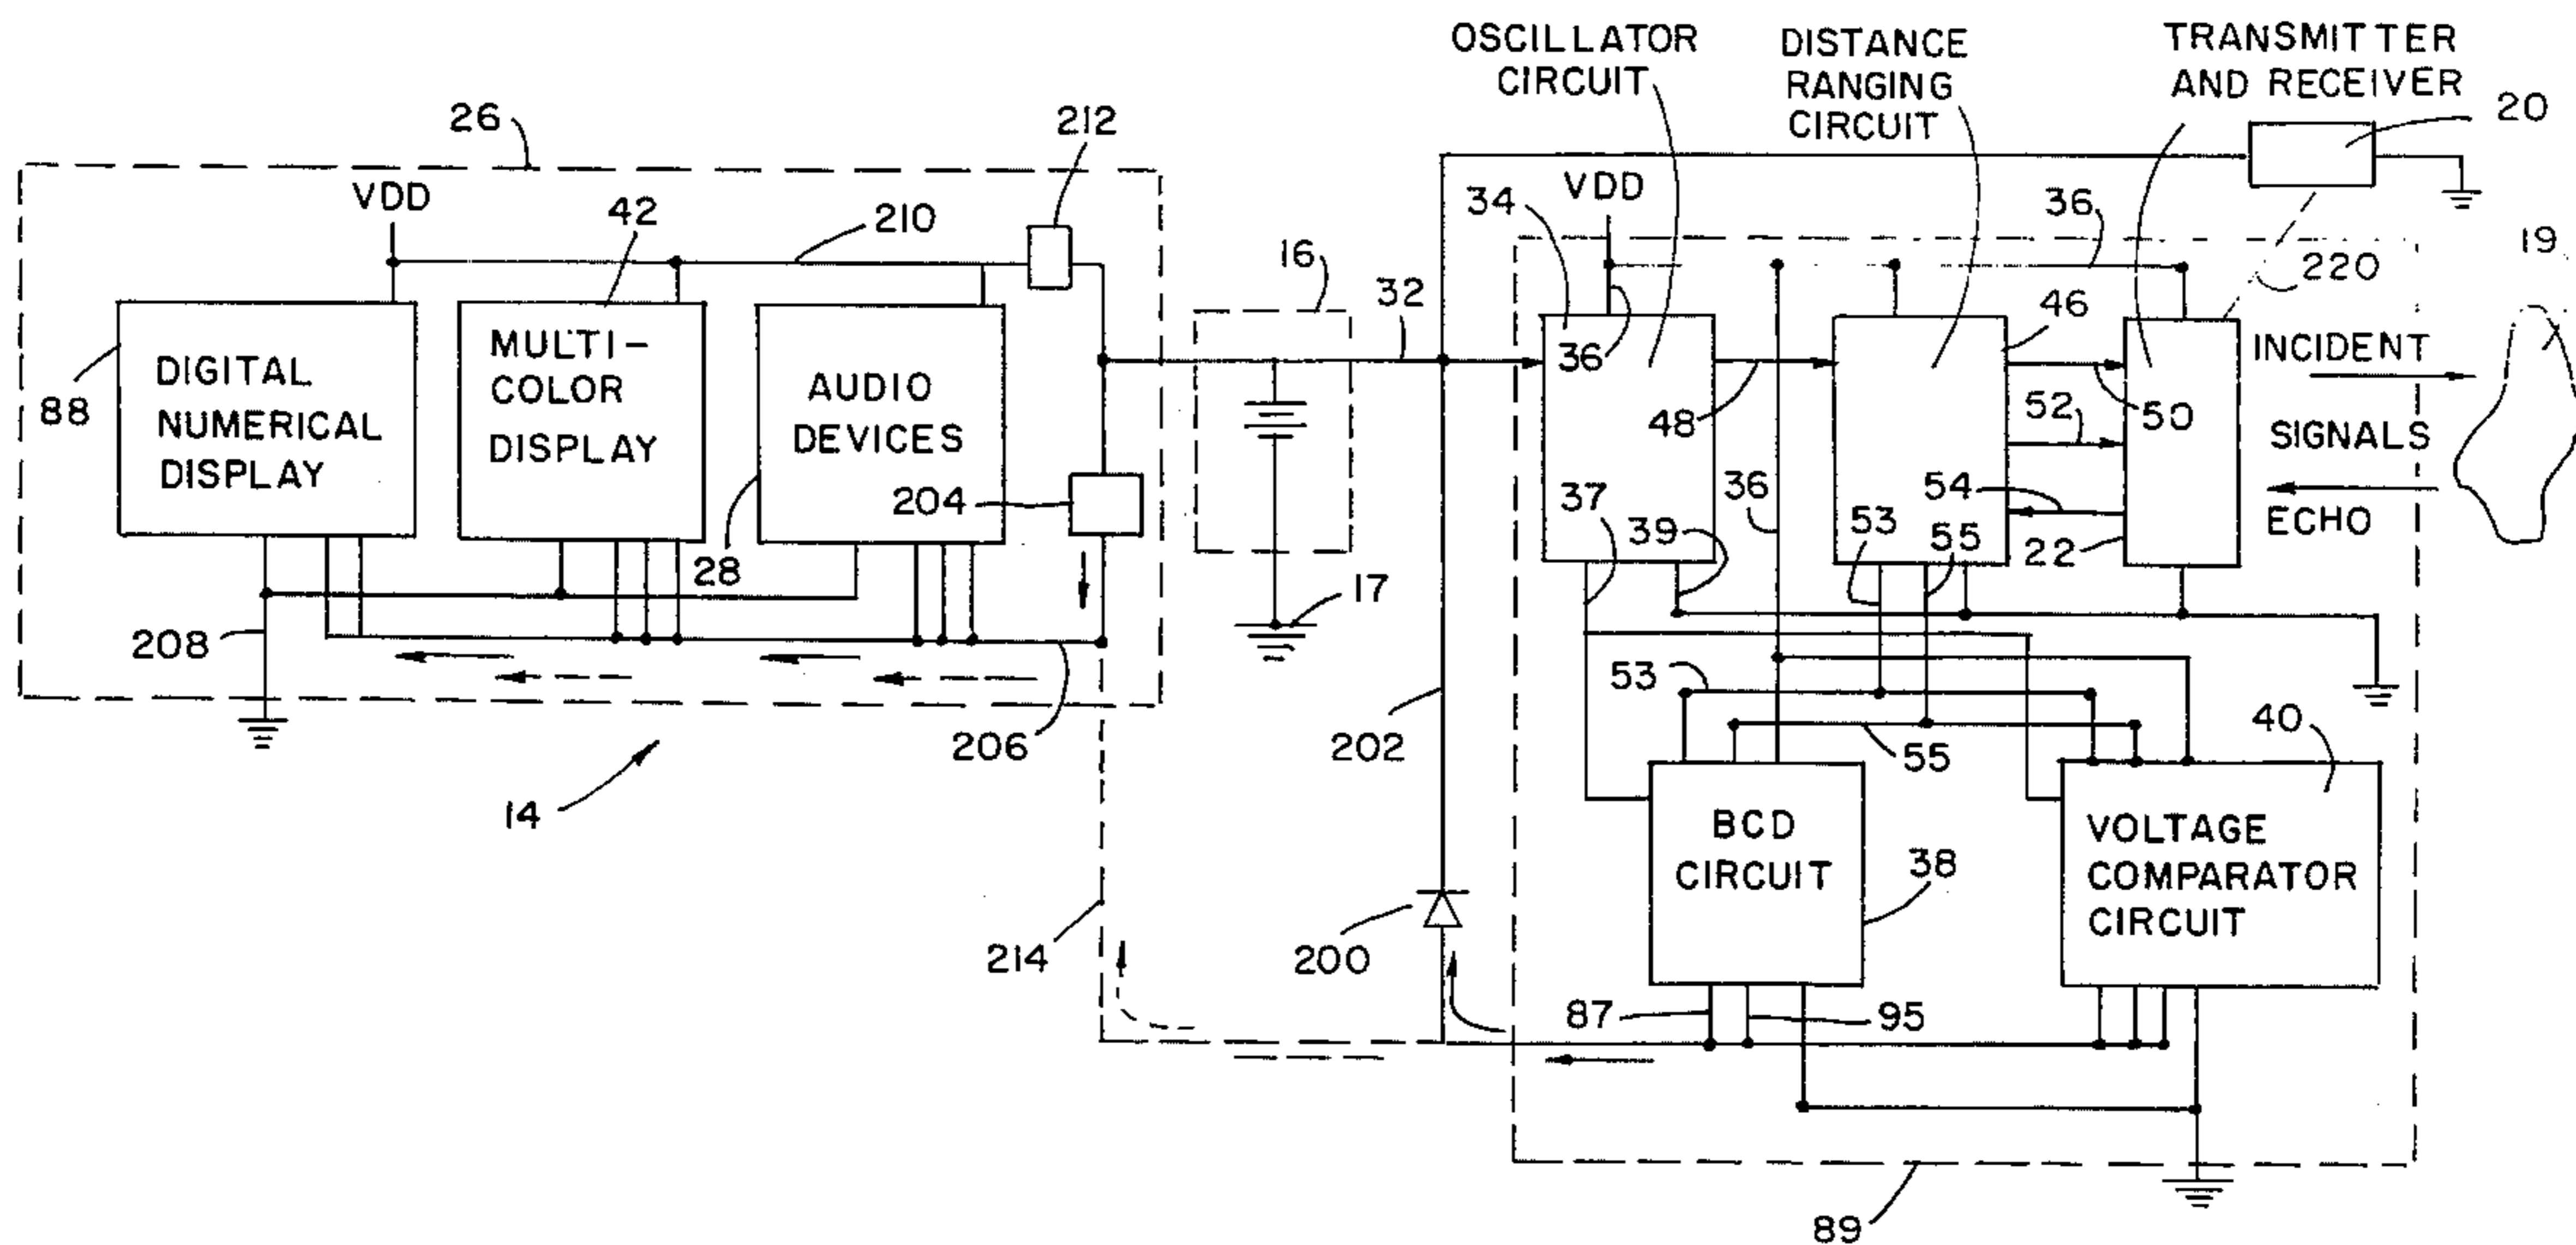 OSCILLATOR
CIRCUIT
DISTANCE
RANGING
CIRCUIT
TRANSMITTER
AND RECEIVER
20
26
212
VDD
42
210
16
32
34
VDD
36
36
220
19
46
88
DIGITAL
NUMERICAL
DISPLAY
MULTI-
COLOR
DISPLAY
AUDIO
DEVICES
204
28
48
50
52
54
22
INCIDENT
SIGNALS
ECHO
37
39
36
53
55
17
208
206
14
202
53
55
40
BCD
CIRCUIT
38
VOLTAGE
COMPARATOR
CIRCUIT
214
200
87
95
89